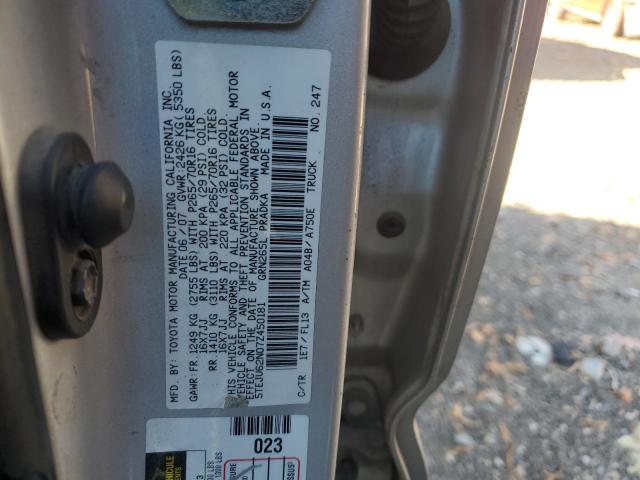 MFD. BY: TOYOTA MOTOR MANUFACTURING CALIFORNIA INC.
DATE 06 / 07 GVWR: 2426 KG( 5350 LBS)
GAWR: FR. 1249 KG (2755 LBS) WITH P265/70R16 TIRES
16X7JJ RIMS AT 200 KPA (29 PSI) COLD.
RR 1410 KG (3110 LBS) WITH P265/70R16 TIRES
16X7JJ RIMS AT 220 KPA (32 PSI) COLD.
THIS VEHICLE CONFORMS TO ALL APPLICABLE FEDERAL MOTOR
VEHICLE SAFETY AND THEFT PREVENTION STANDARDS IN
EFFECT ON THE DATE OF MANUFACTURE SHOWN ABOVE.
5TEJU62N07Z450181 GRN265L PRADKA MADE IN U.S.A.
C/TR 1E7 / FL13 A/TM A04B / A750E TRUCK NO. 247
023